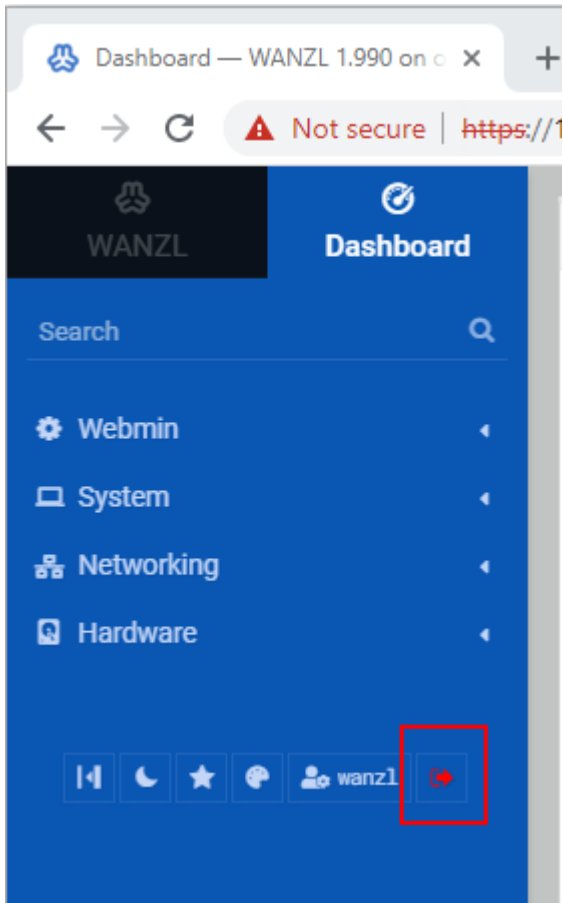 Dashboard — WANZL 1.990 on
Not secure | https://1
WANZL
Dashboard
Search
Webmin
System
Networking
Hardware
wanzl